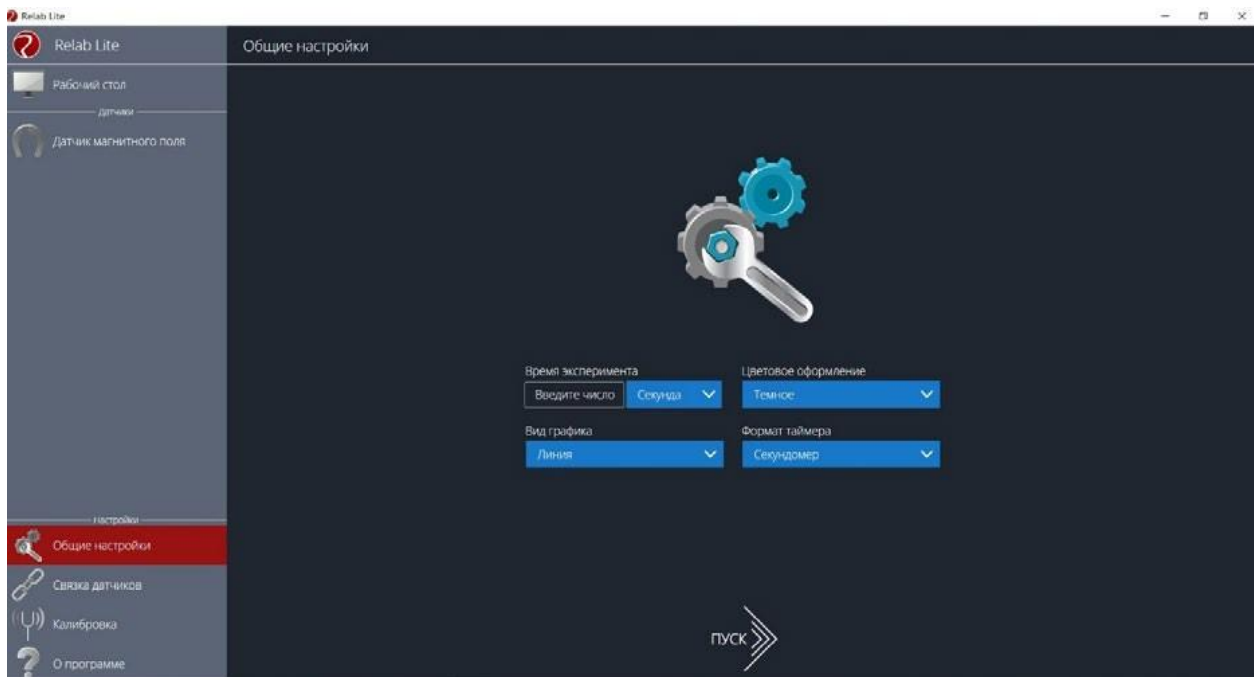 Relab Lite
Relab Lite
Общие настройки
Рабочий стол
Датчики
Датчик магнитного поля
Время эксперимента
Цветовое оформление
Введите число
Секунда
Темное
Вид графика
Формат таймера
Линия
Секундомер
Настройки
Общие настройки
Связка датчиков
Калибровка
О программе
ПУСК